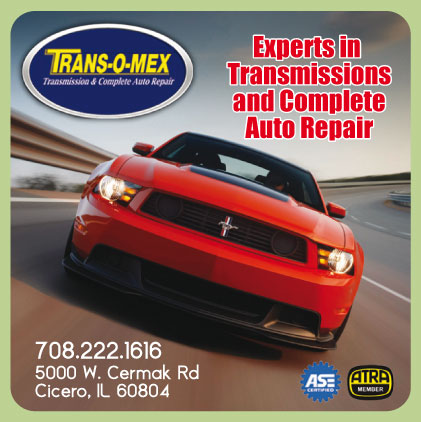 TRANS-O-MEX
Transmission & Complete Auto Repair
Experts in
Transmissions
and Complete
Auto Repair
708.222.1616
5000 W. Cermak Rd
Cicero, IL 60804
ASE
CERTIFIED
ATRA
MEMBER